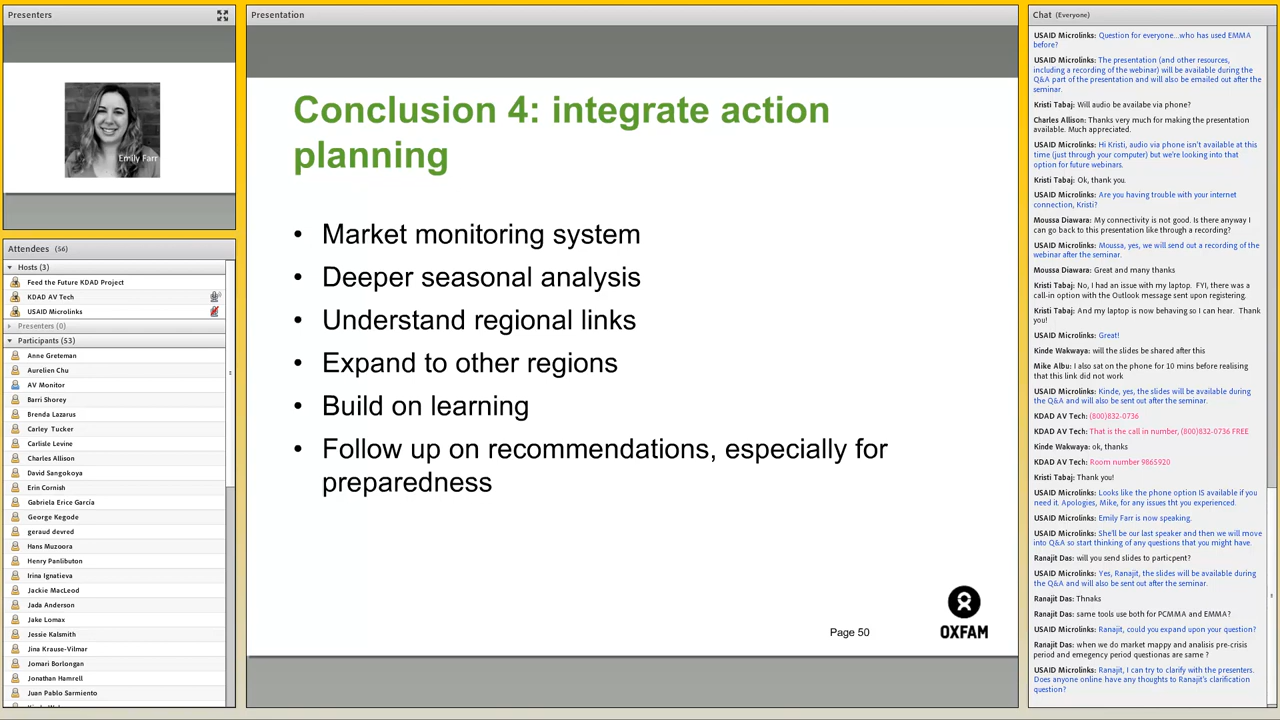 Presenters
Emily Farr
Attendees (56)
Hosts (3)
Feed the Future KDAD Project
KDAD AV Tech
USAID Microlinks
Presenters (0)
Participants (53)
Anne Greteman
Aurelien Chu
AV Monitor
Barri Shorey
Brenda Lazarus
Carley Tucker
Carlisle Levine
Charles Allison
David Sangokoya
Erin Cornish
Gabriela Erice García
George Kegode
geraud devred
Hans Muzoora
Henry Panlibuton
Irina Ignatieva
Jackie MacLeod
Jada Anderson
Jake Lomax
Jessie Kalsmith
Jina Krause-Vilmar
Jomari Borlongan
Jonathan Hamrell
Juan Pablo Sarmiento
Presentation
Conclusion 4: integrate action
planning
• Market monitoring system
• Deeper seasonal analysis
• Understand regional links
• Expand to other regions
• Build on learning
• Follow up on recommendations, especially for
preparedness
Page 50
OXFAM
Chat (Everyone)
USAID Microlinks: Question for everyone...who has used EMMA
before?
USAID Microlinks: The presentation (and other resources,
including a recording of the webinar) will be available during the
Q&A part of the presentation and will also be emailed out after the
seminar.
Kristi Tabaj: Will audio be availabe via phone?
Charles Allison: Thanks very much for making the presentation
available. Much appreciated.
USAID Microlinks: Hi Kristi, audio via phone isn't available at this
time (just through your computer) but we're looking into that
option for future webinars.
Kristi Tabaj: Ok, thank you.
USAID Microlinks: Are you having trouble with your internet
connection, Kristi?
Moussa Diawara: My connectivity is not good. Is there anyway I
can go back to this presentation like through a recording?
USAID Microlinks: Moussa, yes, we will send out a recording of the
webinar after the seminar.
Moussa Diawara: Great and many thanks
Kristi Tabaj: No, I had an issue with my laptop. FYI, there was a
call-in option with the Outlook message sent upon registering.
Kristi Tabaj: And my laptop is now behaving so I can hear. Thank
you!
USAID Microlinks: Great!
Kinde Wakwaya: will the slides be shared after this
Mike Albu: I also sat on the phone for 10 mins before realising
that this link did not work
USAID Microlinks: Kinde, yes, the slides will be available during
the Q&A and will also be sent out after the seminar.
KDAD AV Tech: (800)832-0736
KDAD AV Tech: That is the call in number, (800)832-0736 FREE
Kinde Wakwaya: ok, thanks
KDAD AV Tech: Room number 9865920
Kristi Tabaj: Thank you!
USAID Microlinks: Looks like the phone option IS available if you
need it. Apologies, Mike, for any issues tht you experienced.
USAID Microlinks: Emily Farr is now speaking.
USAID Microlinks: She'll be our last speaker and then we will move
into Q&A so start thinking of any questions that you might have.
Ranajit Das: will you send slides to particpent?
USAID Microlinks: Yes, Ranajit, the slides will be available during
the Q&A and will also be sent out after the seminar.
Ranajit Das: Thnaks
Ranajit Das: same tools use both for PCMMA and EMMA?
USAID Microlinks: Ranajit, could you expand upon your question?
Ranajit Das: when we do market mappy and analisis pre-crisis
period and emegency period questionas are same ?
USAID Microlinks: Ranajit, I can try to clarify with the presenters.
Does anyone online have any thoughts to Ranajit's clarification
question?